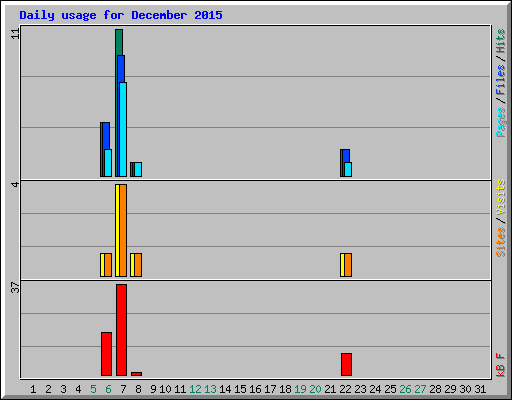 Daily usage for December 2015
11
Pages / Files / Hits
4
Sites / Visits
37
kB F
1 2 3 4 5 6 7 8 9 10 11 12 13 14 15 16 17 18 19 20 21 22 23 24 25 26 27 28 29 30 31